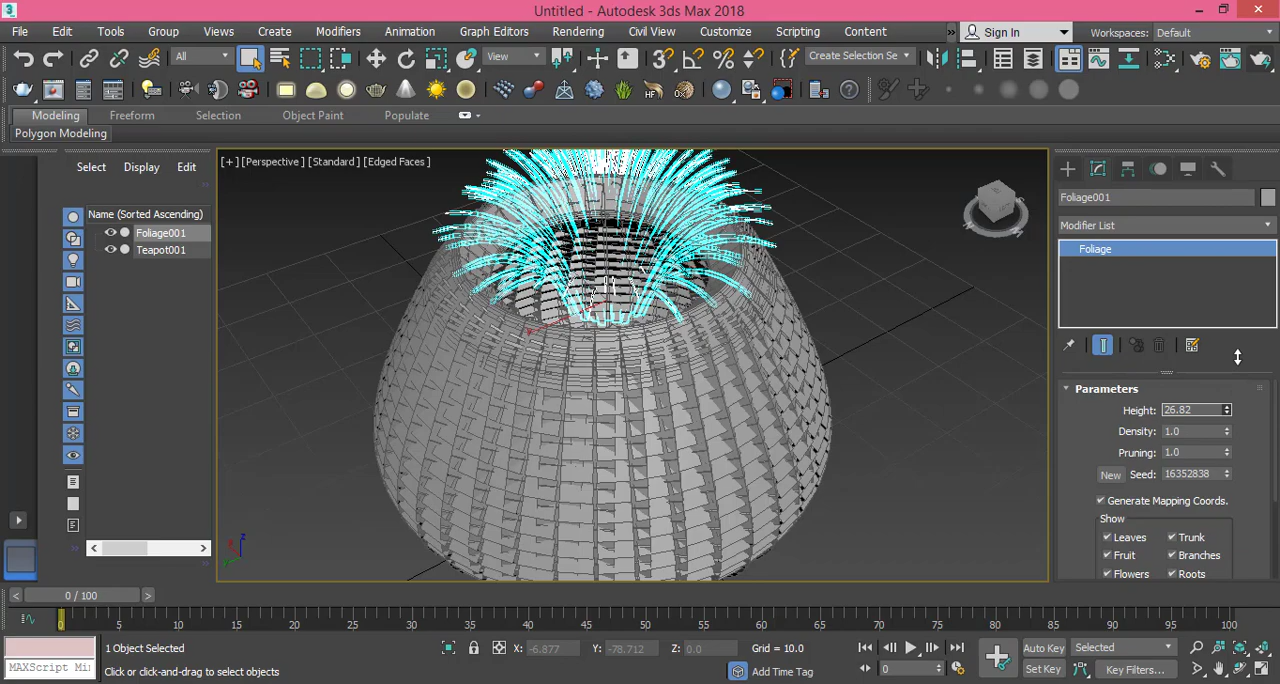 Untitled - Autodesk 3ds Max 2018
File Edit Tools Group Views Create Modifiers Animation Graph Editors Rendering Civil View Customize Scripting Content » Sign In Workspaces: Default
All View Create Selection Se
Modeling Freeform Selection Object Paint Populate
Polygon Modeling
Select Display Edit
[+] [Perspective] [Standard] [Edged Faces]
Name (Sorted Ascending)
Foliage001
Teapot001
Foliage001
Modifier List
Foliage
Parameters
Height: 26.82
Density: 1.0
Pruning: 1.0
New Seed: 16352838
Generate Mapping Coords.
Show
Leaves Trunk
Fruit Branches
Flowers Roots
< 0 / 100 >
0 5 10 15 20 25 30 35 40 45 50 55 60 65 70 75 80 85 90 95 100
1 Object Selected X: -6.877 Y: -78.712 Z: 0.0 Grid = 10.0 Auto Key Selected
MAXScript Mi: Click or click-and-drag to select objects Add Time Tag 0 Set Key Key Filters...